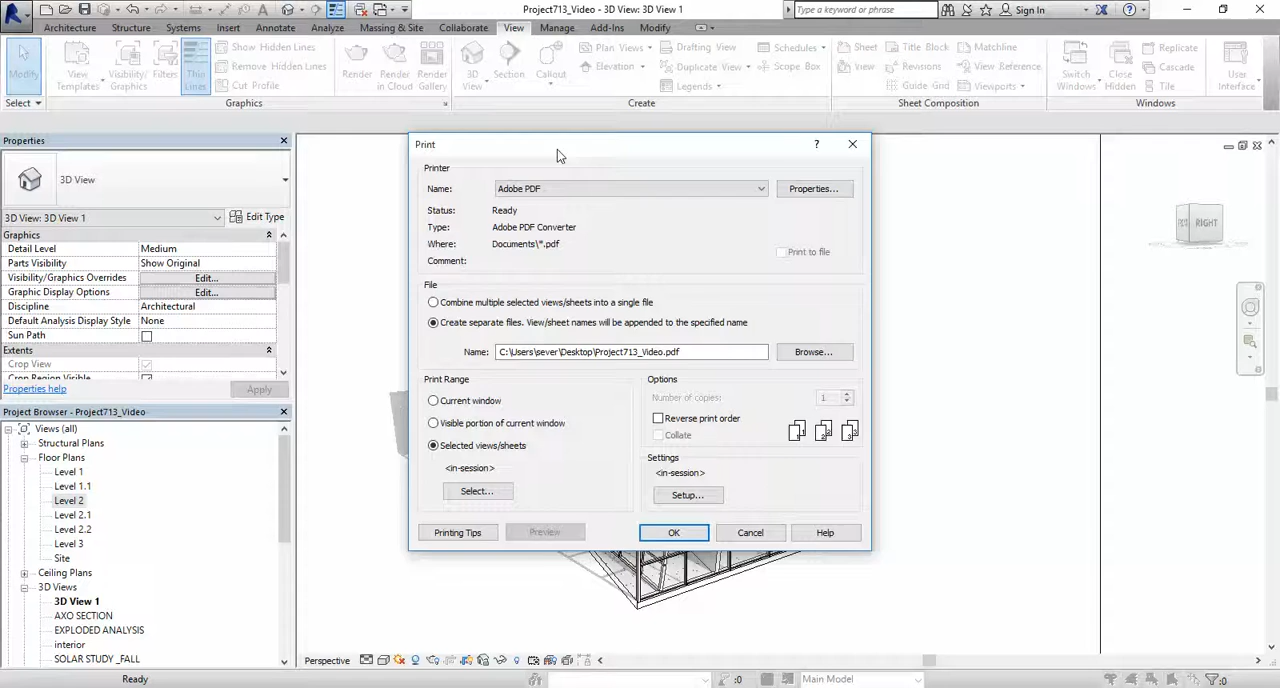 Project713_Video - 3D View: 3D View 1
Type a keyword or phrase
Sign In
Architecture Structure Systems Insert Annotate Analyze Massing & Site Collaborate View Manage Add-Ins Modify
Modify
View Templates
Visibility/ Graphics
Filters
Thin Lines
Show Hidden Lines
Remove Hidden Lines
Cut Profile
Render
Render in Cloud
Render Gallery
3D View
Section
Callout
Plan Views
Elevation
Drafting View
Duplicate View
Legends
Schedules
Scope Box
Sheet
View
Title Block
Revisions
Guide Grid
Matchline
View Reference
Viewports
Switch Windows
Close Hidden
Replicate
Cascade
Tile
User Interface
Select Graphics Create Sheet Composition Windows
Properties
3D View
3D View: 3D View 1 Edit Type
Graphics
Detail Level Medium
Parts Visibility Show Original
Visibility/Graphics Overrides Edit...
Graphic Display Options Edit...
Discipline Architectural
Default Analysis Display Style None
Sun Path
Extents
Crop View
Crop Region Visible
Properties help Apply
Project Browser - Project713_Video
Views (all)
Structural Plans
Floor Plans
Level 1
Level 1.1
Level 2
Level 2.1
Level 2.2
Level 3
Site
Ceiling Plans
3D Views
3D View 1
AXO SECTION
EXPLODED ANALYSIS
interior
SOLAR STUDY _FALL
Print
?
Printer
Name: Adobe PDF Properties...
Status: Ready
Type: Adobe PDF Converter
Where: Documents\*.pdf
Comment: Print to file
File
Combine multiple selected views/sheets into a single file
Create separate files. View/sheet names will be appended to the specified name
Name: C:\Users\sever\Desktop\Project713_Video.pdf Browse...
Print Range
Current window
Visible portion of current window
Selected views/sheets
<in-session>
Select...
Options
Number of copies: 1
Reverse print order
Collate
Settings
<in-session>
Setup...
Printing Tips Preview OK Cancel Help
RIGHT
Perspective
Ready
:0
Main Model
:0